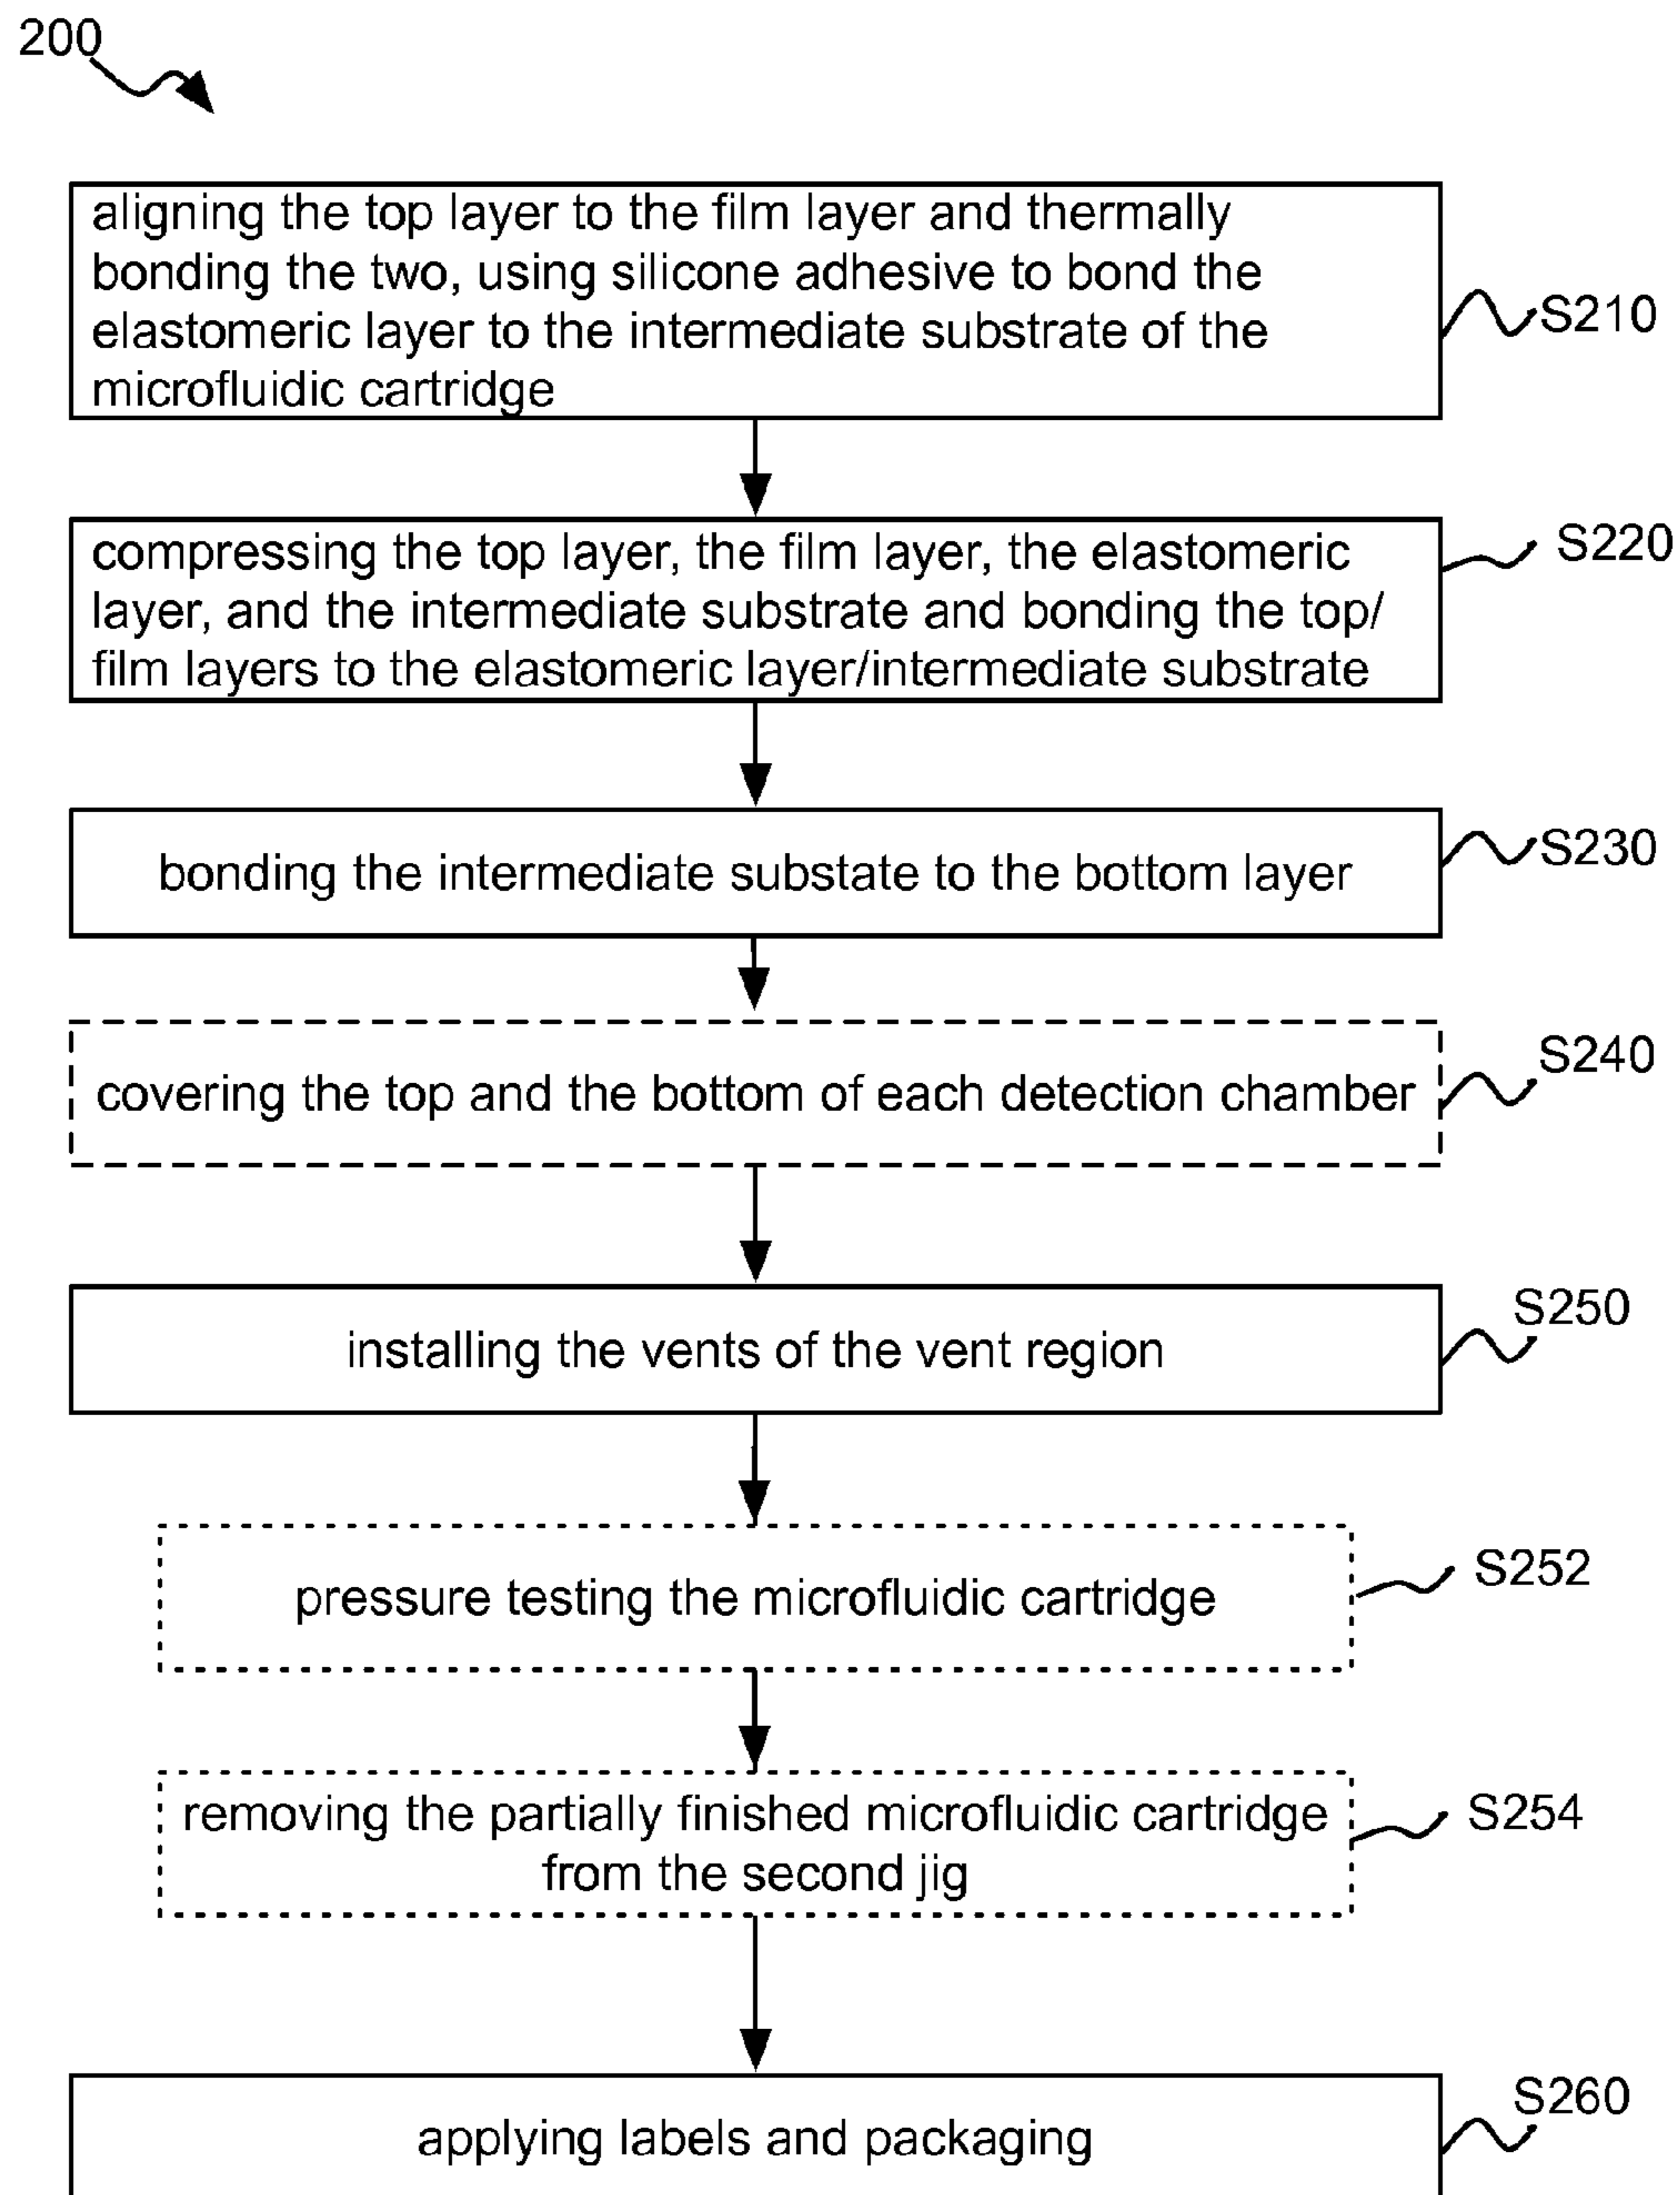 200
aligning the top layer to the film layer and thermally
bonding the two, using silicone adhesive to bond the
elastomeric layer to the intermediate substrate of the
microfluidic cartridge
S210
compressing the top layer, the film layer, the elastomeric
layer, and the intermediate substrate and bonding the top/
film layers to the elastomeric layer/intermediate substrate
S220
bonding the intermediate substate to the bottom layer
S230
covering the top and the bottom of each detection chamber
S240
installing the vents of the vent region
S250
pressure testing the microfluidic cartridge
S252
removing the partially finished microfluidic cartridge
from the second jig
S254
applying labels and packaging
S260